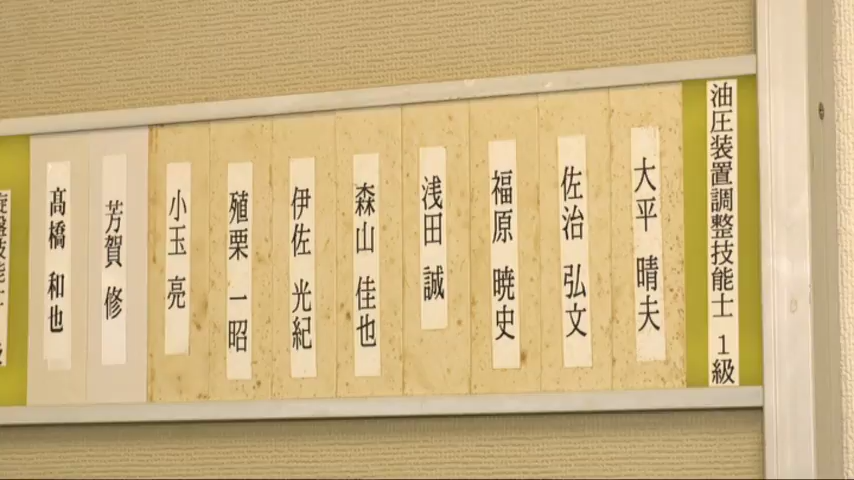 油圧装置調整技能士 1級
大平 晴夫
佐治 弘文
福原 暁史
浅田 誠
森山 佳也
伊佐 光紀
殖栗 一昭
小玉 亮
芳賀 修
髙橋 和也